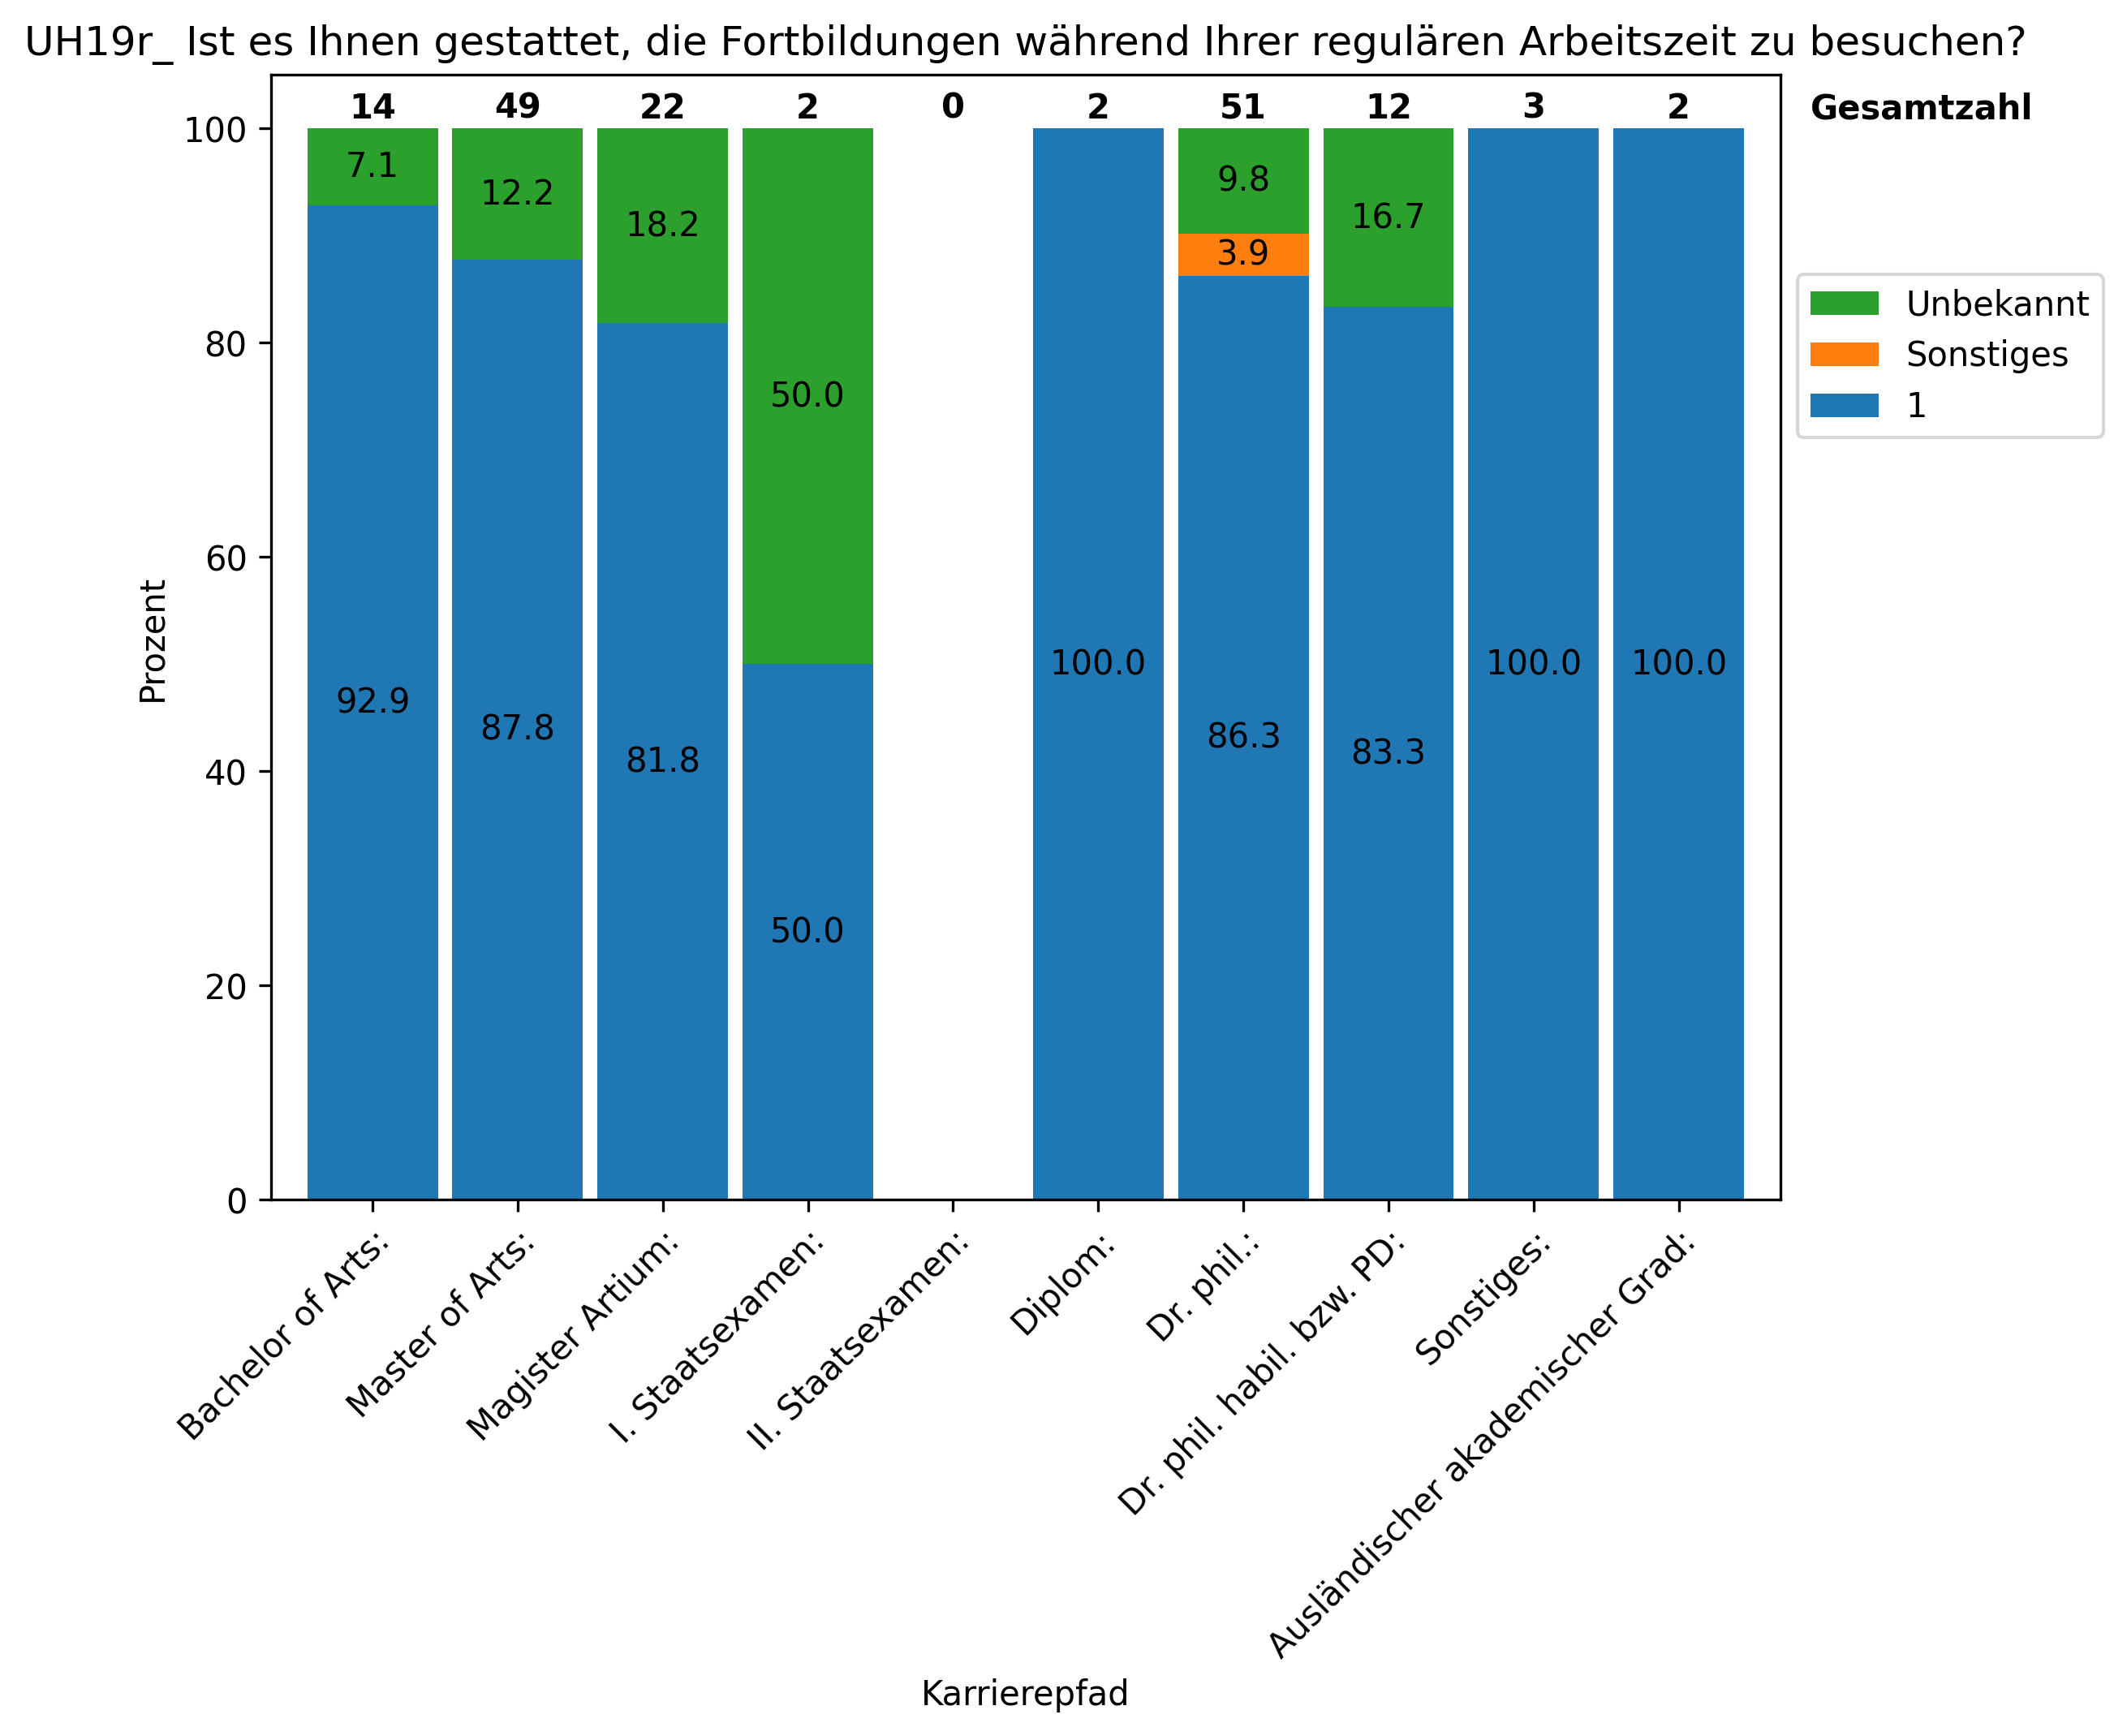 UH19r_ Ist es Ihnen gestattet, die Fortbildungen während Ihrer regulären Arbeitszeit zu besuchen?
14 49 22 2 0 2 51 12 3 2 Gesamtzahl
100
80
60
40
20
0
Prozent
7.1
92.9
12.2
87.8
18.2
81.8
50.0
50.0
100.0
9.8
3.9
86.3
16.7
83.3
100.0
100.0
Unbekannt
Sonstiges
1
Bachelor of Arts:
Master of Arts:
Magister Artium:
I. Staatsexamen:
II. Staatsexamen:
Diplom:
Dr. phil.:
Dr. phil. habil. bzw. PD:
Sonstiges:
Ausländischer akademischer Grad:
Karrierepfad